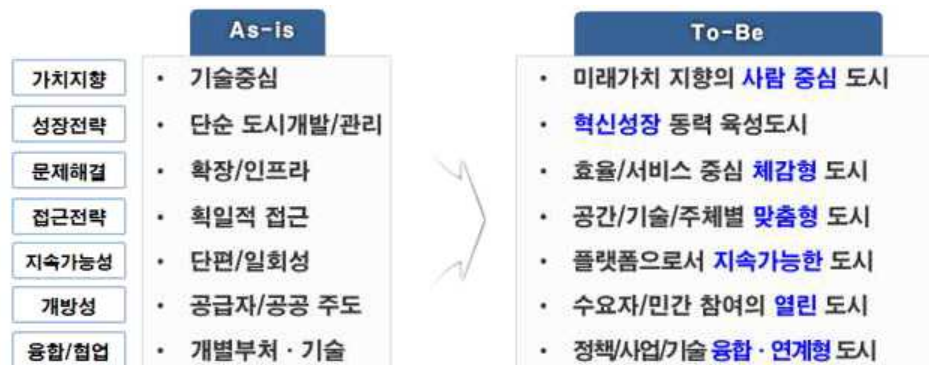 As-is To-Be
가치지향 · 기술중심 · 미래가치 지향의 사람 중심 도시
성장전략 · 단순 도시개발/관리 · 혁신성장 동력 육성도시
문제해결 · 확장/인프라 · 효율/서비스 중심 체감형 도시
접근전략 · 획일적 접근 · 공간/기술/주체별 맞춤형 도시
지속가능성 · 단편/일회성 · 플랫폼으로서 지속가능한 도시
개방성 · 공급자/공공 주도 · 수요자/민간 참여의 열린 도시
융합/협업 · 개별부처 · 기술 · 정책/사업/기술 융합 · 연계형 도시